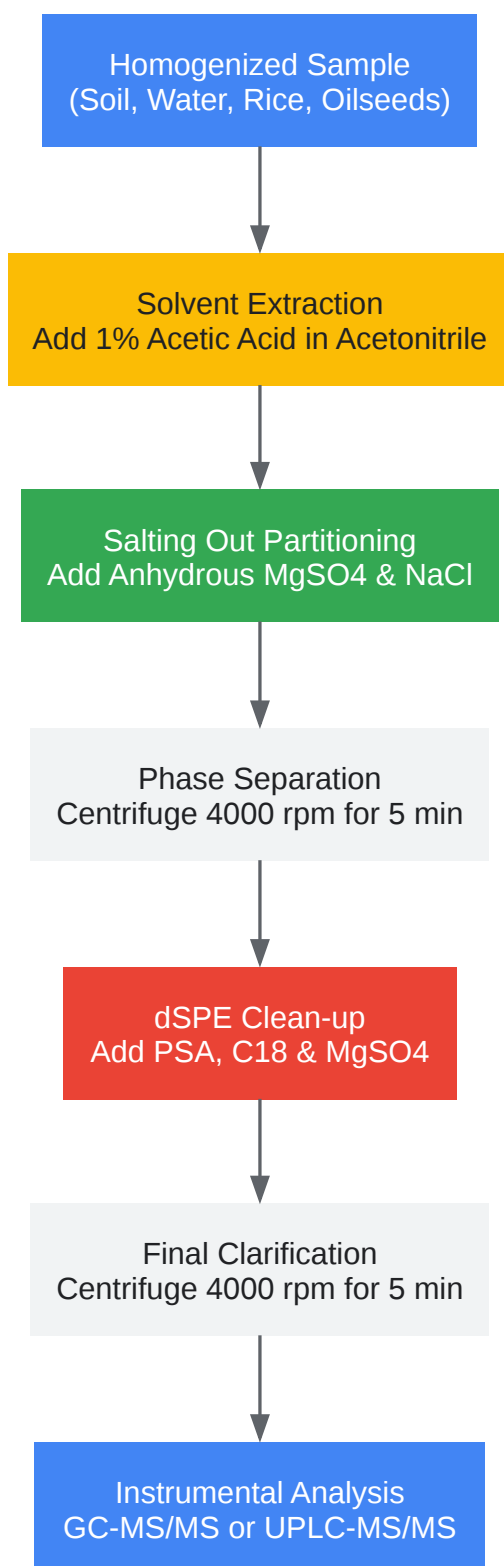 Homogenized Sample
(Soil, Water, Rice, Oilseeds)
Solvent Extraction
Add 1% Acetic Acid in Acetonitrile
Salting Out Partitioning
Add Anhydrous MgSO4 & NaCl
Phase Separation
Centrifuge 4000 rpm for 5 min
dSPE Clean-up
Add PSA, C18 & MgSO4
Final Clarification
Centrifuge 4000 rpm for 5 min
Instrumental Analysis
GC-MS/MS or UPLC-MS/MS